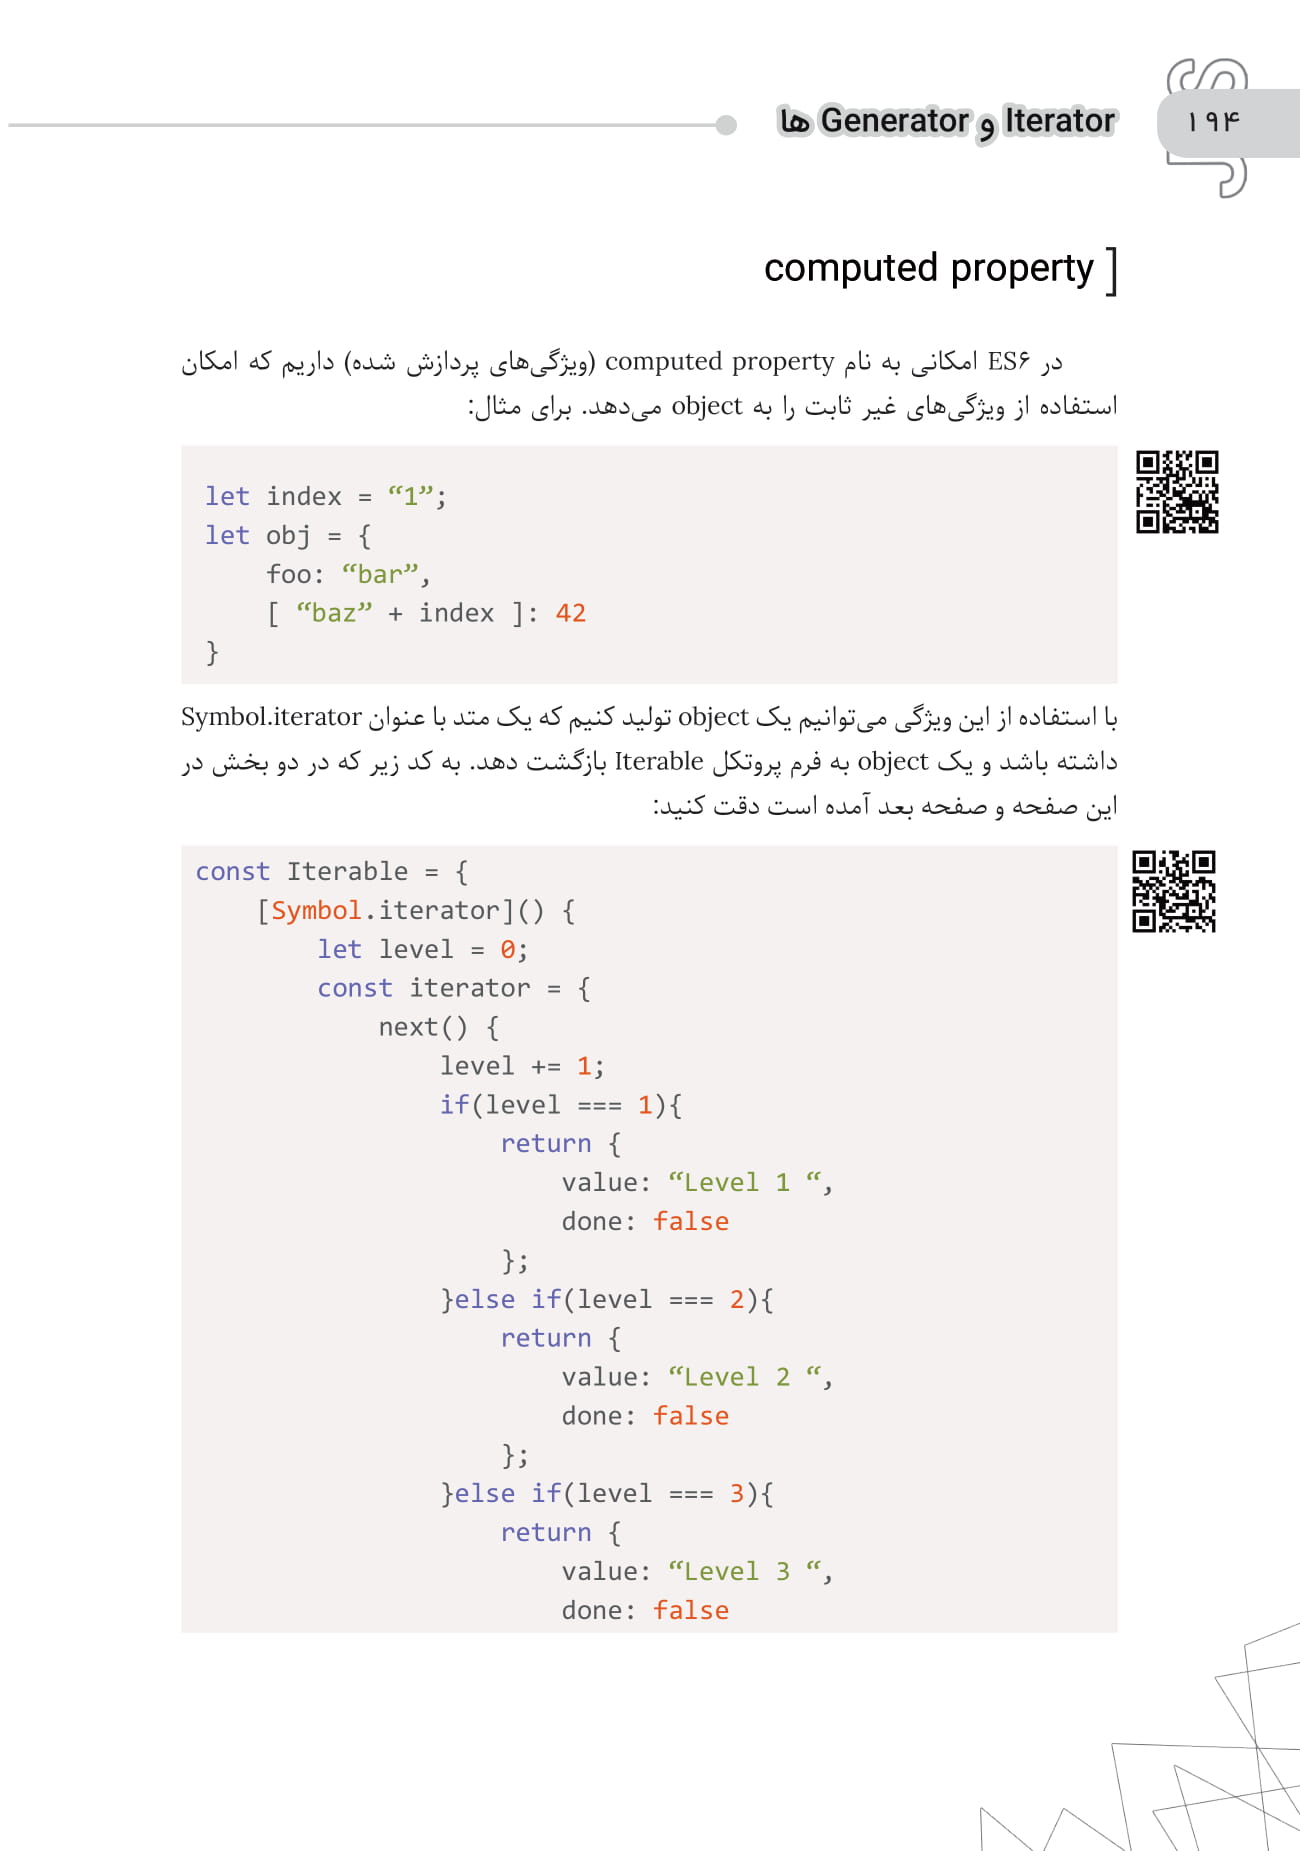 ۱۹۴
Iterator و Generator ها
computed property
در ES۶ امکانی به نام computed property (ویژگی‌های پردازش شده) داریم که امکان
استفاده از ویژگی‌های غیر ثابت را به object می‌دهد. برای مثال:
let index = “1”;
let obj = {
    foo: “bar”,
    [ “baz” + index ]: 42
}
با استفاده از این ویژگی می‌توانیم یک object تولید کنیم که یک متد با عنوان Symbol.iterator
داشته باشد و یک object به فرم پروتکل Iterable بازگشت دهد. به کد زیر که در دو بخش در
این صفحه و صفحه بعد آمده است دقت کنید:
const Iterable = {
    [Symbol.iterator]() {
        let level = 0;
        const iterator = {
            next() {
                level += 1;
                if(level === 1){
                    return {
                        value: “Level 1 “,
                        done: false
                    };
                }else if(level === 2){
                    return {
                        value: “Level 2 “,
                        done: false
                    };
                }else if(level === 3){
                    return {
                        value: “Level 3 “,
                        done: false